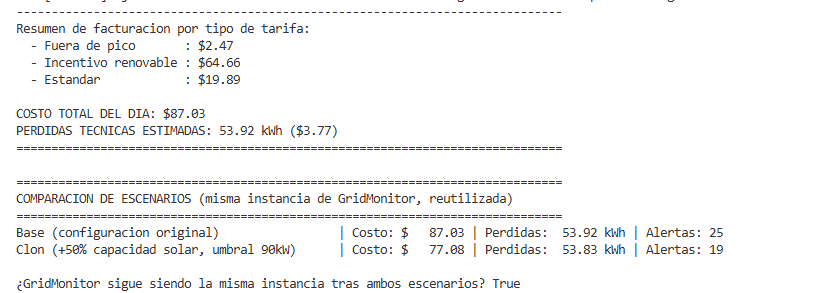 ------------------------------------------------------------------------------
Resumen de facturacion por tipo de tarifa:
  - Fuera de pico       : $2.47
  - Incentivo renovable : $64.66
  - Estandar            : $19.89

COSTO TOTAL DEL DIA: $87.03
PERDIDAS TECNICAS ESTIMADAS: 53.92 kWh ($3.77)
==============================================================================

==============================================================================
COMPARACION DE ESCENARIOS (misma instancia de GridMonitor, reutilizada)
==============================================================================
Base (configuracion original)                 | Costo: $   87.03 | Perdidas:  53.92 kWh | Alertas: 25
Clon (+50% capacidad solar, umbral 90kW)      | Costo: $   77.08 | Perdidas:  53.83 kWh | Alertas: 19

¿GridMonitor sigue siendo la misma instancia tras ambos escenarios? True